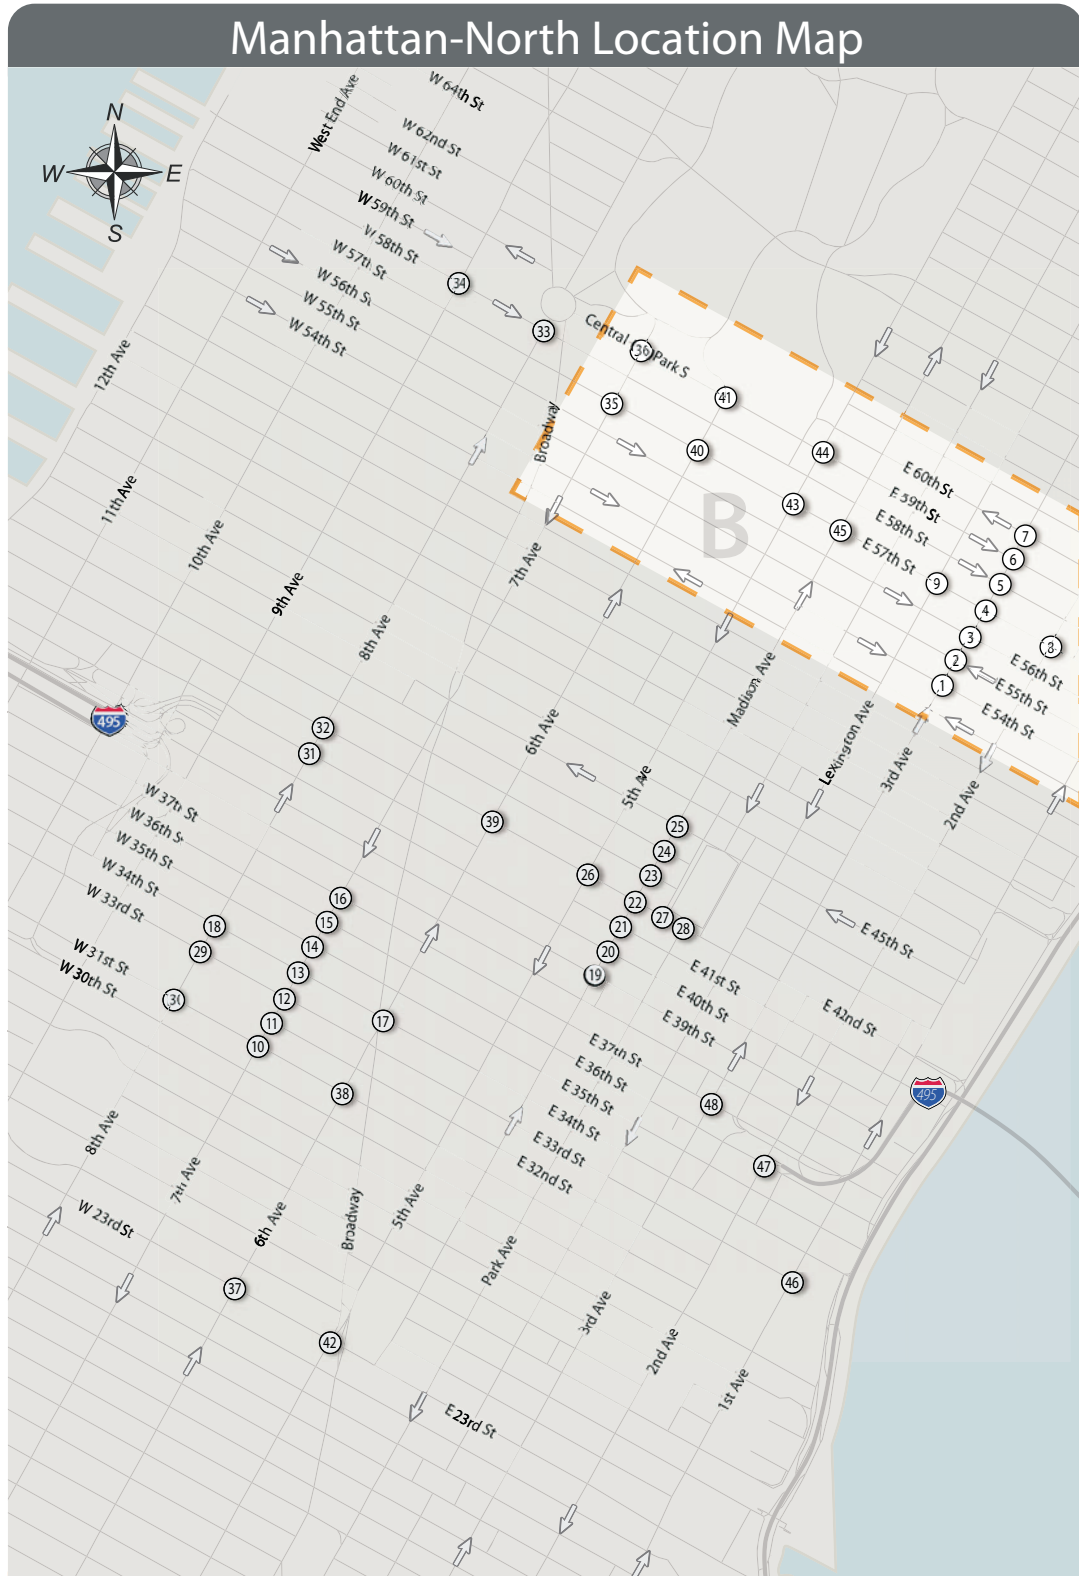 Manhattan-North Location Map
N
W E
S
West End Ave
W 64th St
W 62nd St
W 61st St
W 60th St
W 59th St
W 58th St
W 57th St
W 56th St
W 55th St
W 54th St
34
33
Central Park S
36
12th Ave
41
35
Broadway
40
44
E 60th St
E 59th St
E 58th St
E 57th St
B
43
45
11th Ave
10th Ave
7
6
5
9
4
3
8
2
1
E 56th St
E 55th St
E 54th St
7th Ave
9th Ave
8th Ave
Madison Ave
Lexington Ave
3rd Ave
2nd Ave
6th Ave
5th Ave
495
32
31
W 37th St
W 36th St
W 35th St
W 34th St
W 33rd St
W 31st St
W 30th St
39
25
24
23
26
22
27
28
21
20
19
16
15
14
13
12
11
10
18
29
30
17
38
E 45th St
E 41st St
E 40th St
E 39th St
E 42nd St
E 37th St
E 36th St
E 35th St
E 34th St
E 33rd St
E 32nd St
495
48
47
8th Ave
7th Ave
W 23rd St
6th Ave
Broadway
5th Ave
Park Ave
37
46
42
3rd Ave
2nd Ave
1st Ave
E 23rd St